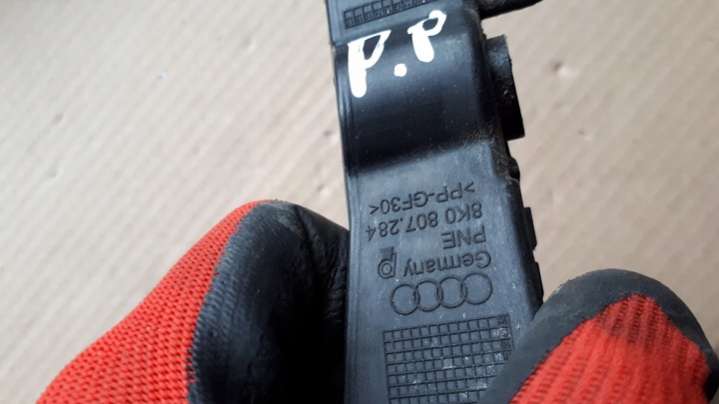 P.P
Germany
PNE
8K0 807.284
>PP-GF30<